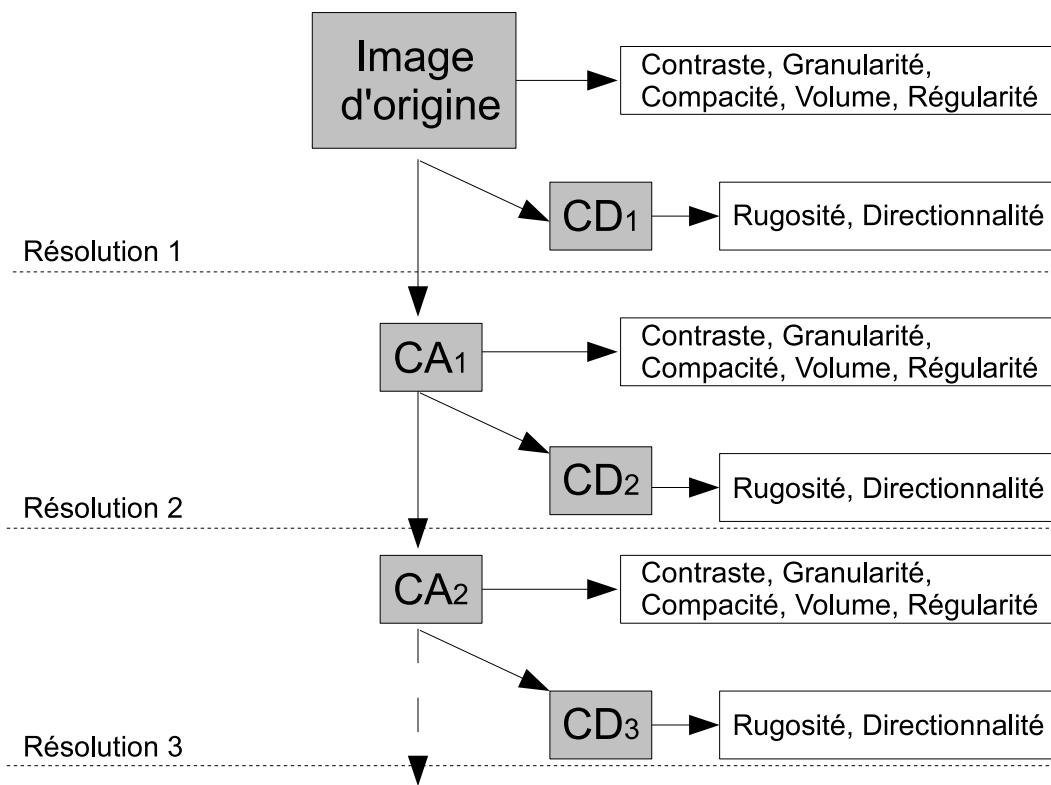 Image
d'origine
Contraste, Granularité,
Compacité, Volume, Régularité
CD1
Rugosité, Directionnalité
Résolution 1
CA1
Contraste, Granularité,
Compacité, Volume, Régularité
CD2
Rugosité, Directionnalité
Résolution 2
CA2
Contraste, Granularité,
Compacité, Volume, Régularité
CD3
Rugosité, Directionnalité
Résolution 3